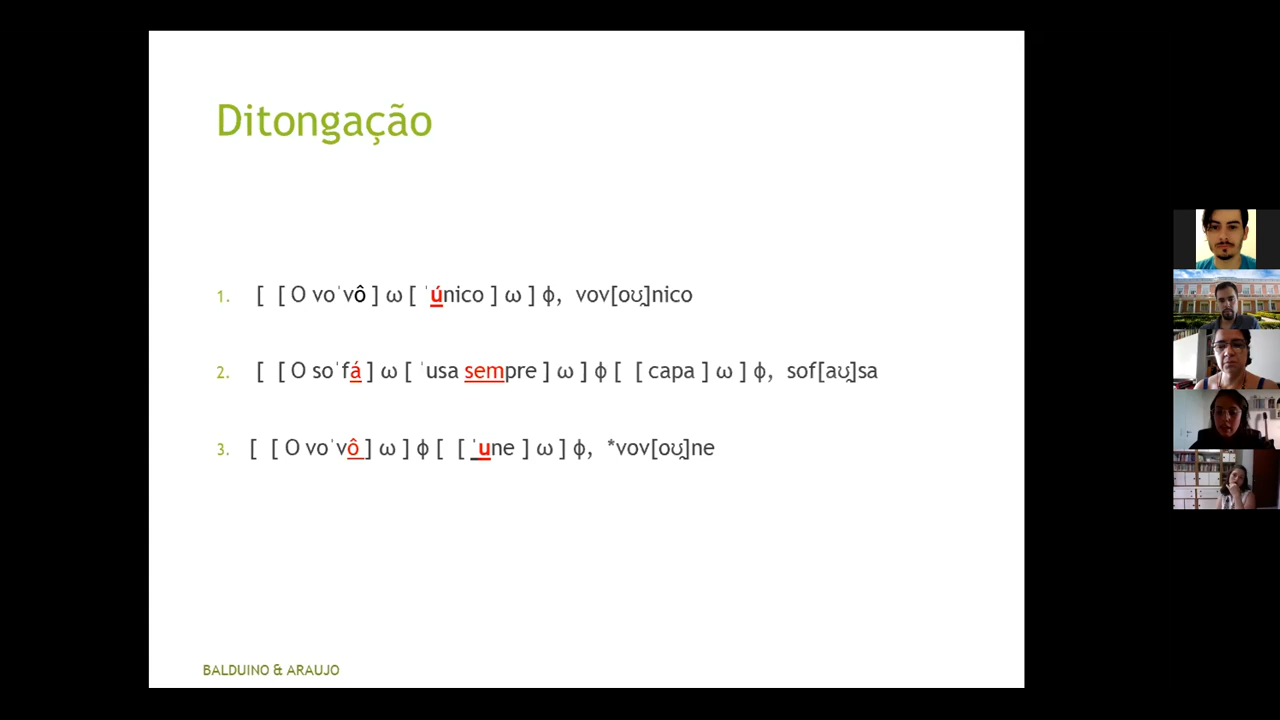 Ditongação
1. [ [ O voˈvô ] ω [ ˈúnico ] ω ] ɸ, vov[oʊ̯]nico
2. [ [ O soˈfá ] ω [ ˈusa sempre ] ω ] ɸ [ [ capa ] ω ] ɸ, sof[aʊ̯]sa
3. [ [ O voˈvô ] ω ] ɸ [ [ ˈune ] ω ] ɸ, *vov[oʊ̯]ne
BALDUINO & ARAUJO